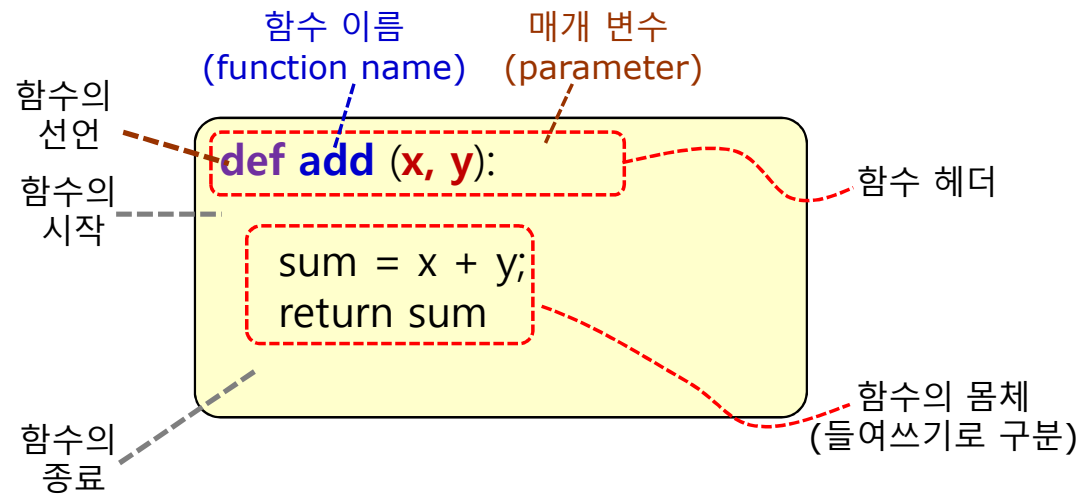 함수 이름
(function name)
매개 변수
(parameter)
함수의
선언
def add (x, y):
함수 헤더
함수의
시작
sum = x + y;
return sum
함수의 몸체
(들여쓰기로 구분)
함수의
종료